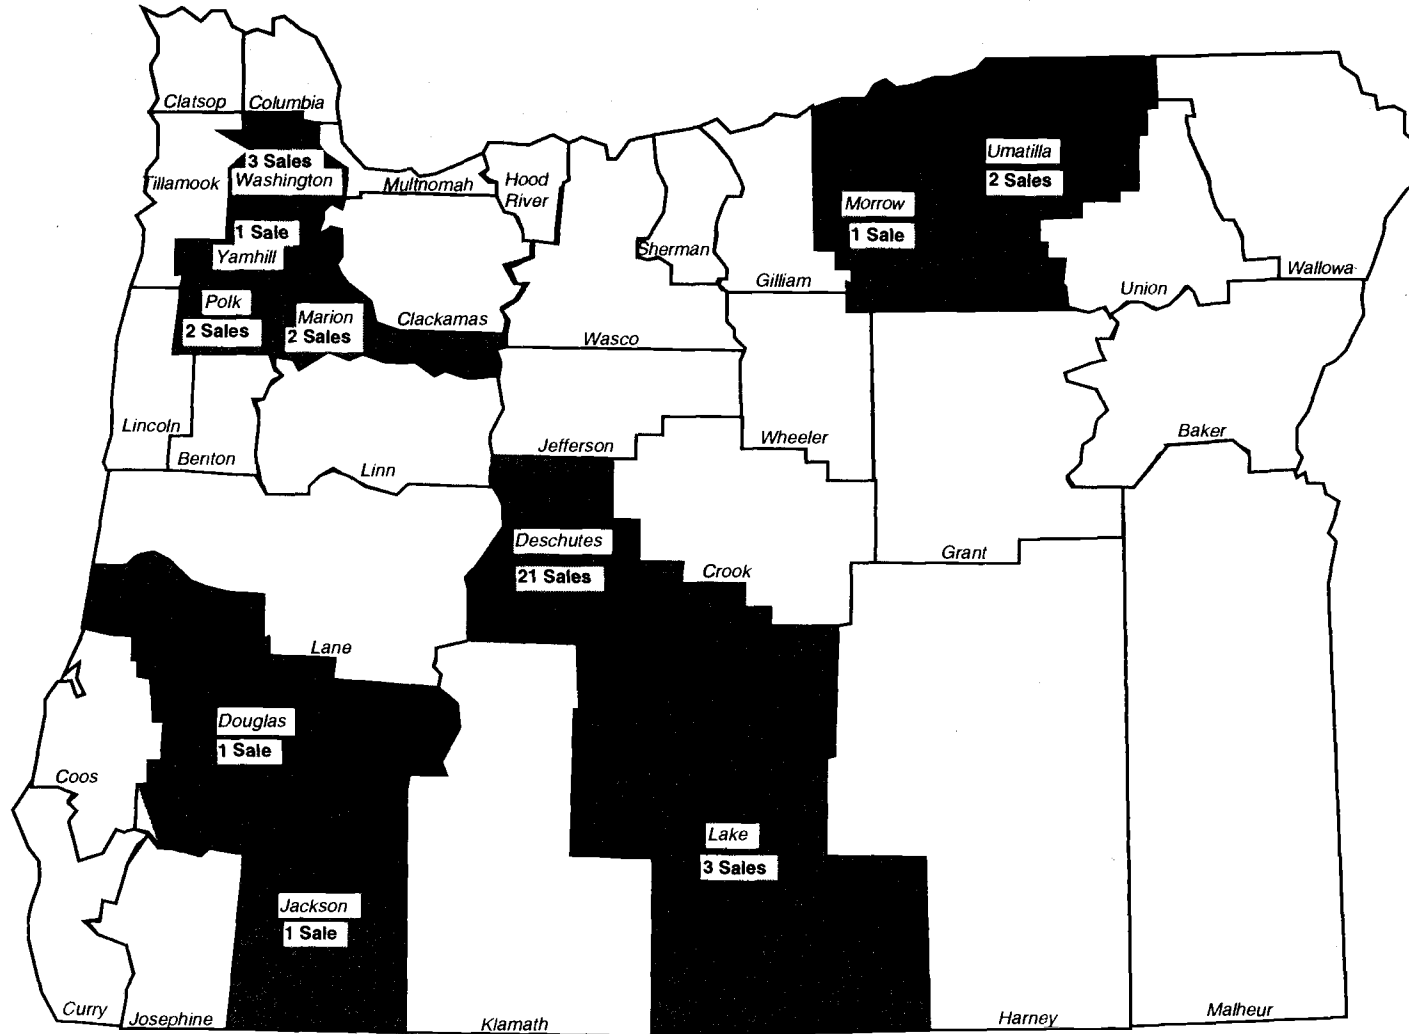 Clatsop
Columbia
3 Sales
Washington
Tillamook
Multnomah
Hood
River
1 Sale
Yamhill
Sherman
Polk
2 Sales
Marion
2 Sales
Clackamas
Wasco
Gilliam
Morrow
1 Sale
Umatilla
2 Sales
Union
Wallowa
Lincoln
Benton
Linn
Jefferson
Wheeler
Baker
Deschutes
21 Sales
Crook
Grant
Lane
Douglas
1 Sale
Coos
Lake
3 Sales
Jackson
1 Sale
Curry
Josephine
Klamath
Harney
Malheur